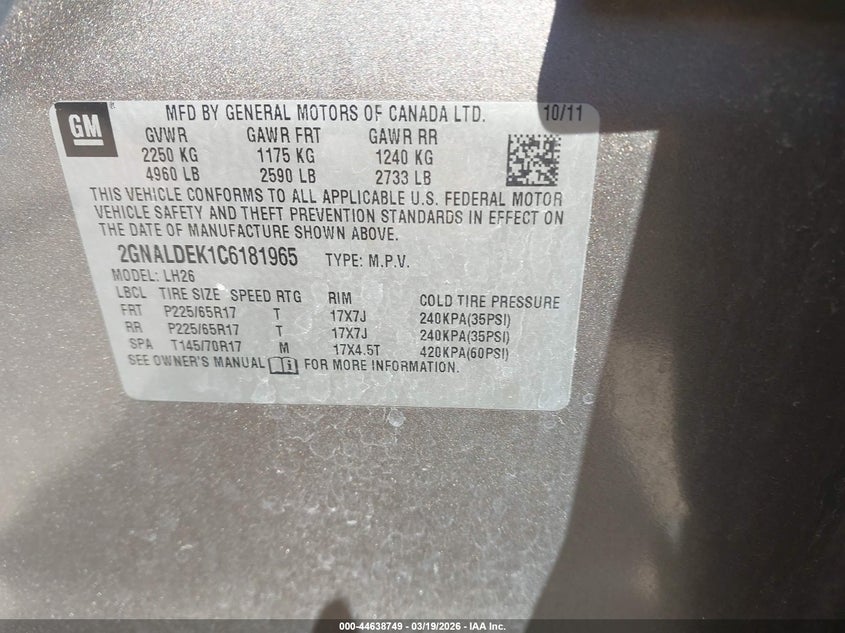 GM ® MFD BY GENERAL MOTORS OF CANADA LTD. 10/11
GVWR GAWR FRT GAWR RR
2250 KG 1175 KG 1240 KG
4960 LB 2590 LB 2733 LB
THIS VEHICLE CONFORMS TO ALL APPLICABLE U.S. FEDERAL MOTOR
VEHICLE SAFETY AND THEFT PREVENTION STANDARDS IN EFFECT ON
THE DATE OF MANUFACTURE SHOWN ABOVE.
2GNALDEK1C6181965 TYPE: M.P.V.
MODEL: LH26
LBCL TIRE SIZE SPEED RTG RIM COLD TIRE PRESSURE
FRT P225/65R17 T 17X7J 240KPA(35PSI)
RR P225/65R17 T 17X7J 240KPA(35PSI)
SPA T145/70R17 M 17X4.5T 420KPA(60PSI)
SEE OWNER'S MANUAL FOR MORE INFORMATION.
000-44638749 — 03/19/2026 — IAA Inc.